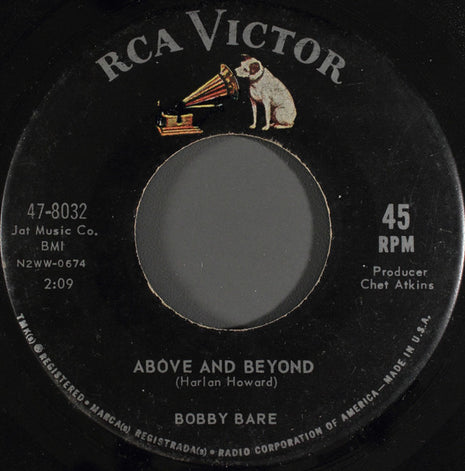 RCA VICTOR
47-8032
Jat Music Co.
BMI
N2WW-0674
2:09
45
RPM
Producer
Chet Atkins
ABOVE AND BEYOND
(Harlan Howard)
BOBBY BARE
TMK(s) ® REGISTERED • MARCA(s) REGISTRADA(s) • RADIO CORPORATION OF AMERICA—MADE IN U.S.A.